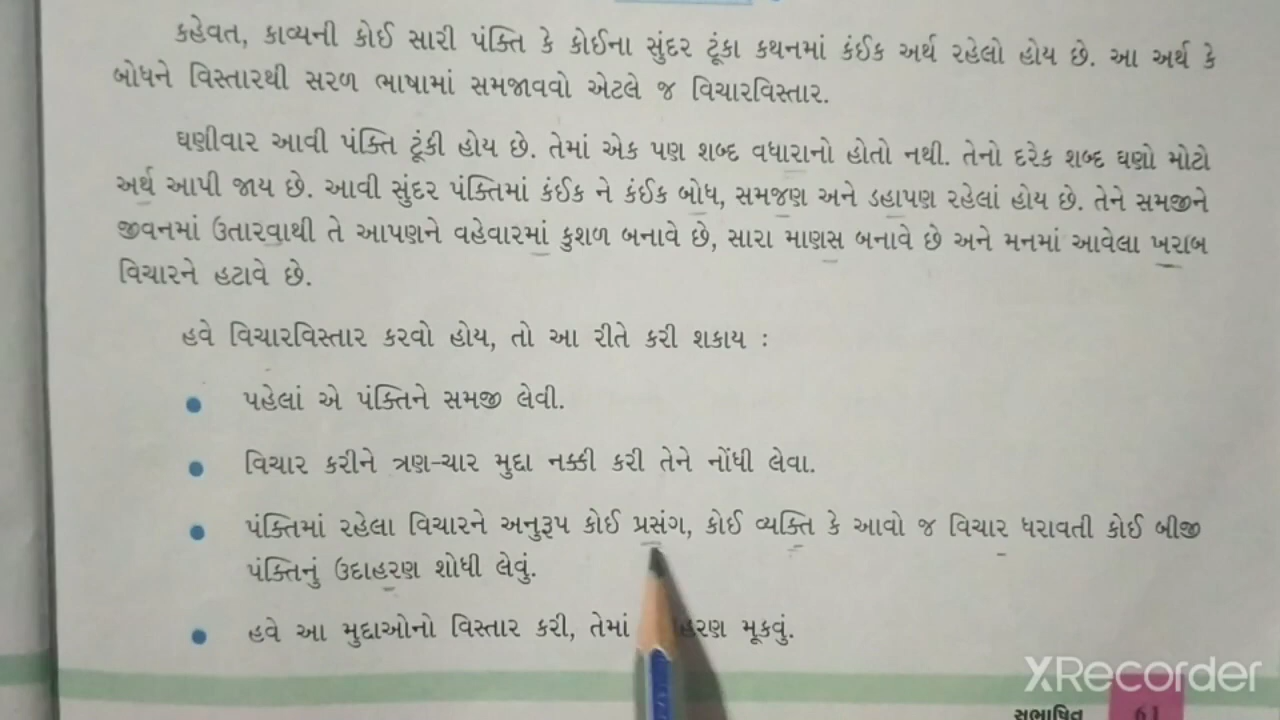 કહેવત, કાવ્યની કોઈ સારી પંક્તિ કે કોઈના સુંદર ટૂંકા કથનમાં કંઈક અર્થ રહેલો હોય છે. આ અર્થ કે
બોધને વિસ્તારથી સરળ ભાષામાં સમજાવવો એટલે જ વિચારવિસ્તાર.
ઘણીવાર આવી પંક્તિ ટૂંકી હોય છે. તેમાં એક પણ શબ્દ વધારાનો હોતો નથી. તેનો દરેક શબ્દ ઘણો મોટો
અર્થ આપી જાય છે. આવી સુંદર પંક્તિમાં કંઈક ને કંઈક બોધ, સમજણ અને ડહાપણ રહેલાં હોય છે. તેને સમજીને
જીવનમાં ઉતારવાથી તે આપણને વહેવારમાં કુશળ બનાવે છે, સારા માણસ બનાવે છે અને મનમાં આવેલા ખરાબ
વિચારને હટાવે છે.
હવે વિચારવિસ્તાર કરવો હોય, તો આ રીતે કરી શકાય :
● પહેલાં એ પંક્તિને સમજી લેવી.
● વિચાર કરીને ત્રણ-ચાર મુદ્દા નક્કી કરી તેને નોંધી લેવા.
● પંક્તિમાં રહેલા વિચારને અનુરૂપ કોઈ પ્રસંગ, કોઈ વ્યક્તિ કે આવો જ વિચાર ધરાવતી કોઈ બીજી
પંક્તિનું ઉદાહરણ શોધી લેવું.
● હવે આ મુદ્દાઓનો વિસ્તાર કરી, તેમાં મૂકવું.
XRecorder
સુભાષિત 61